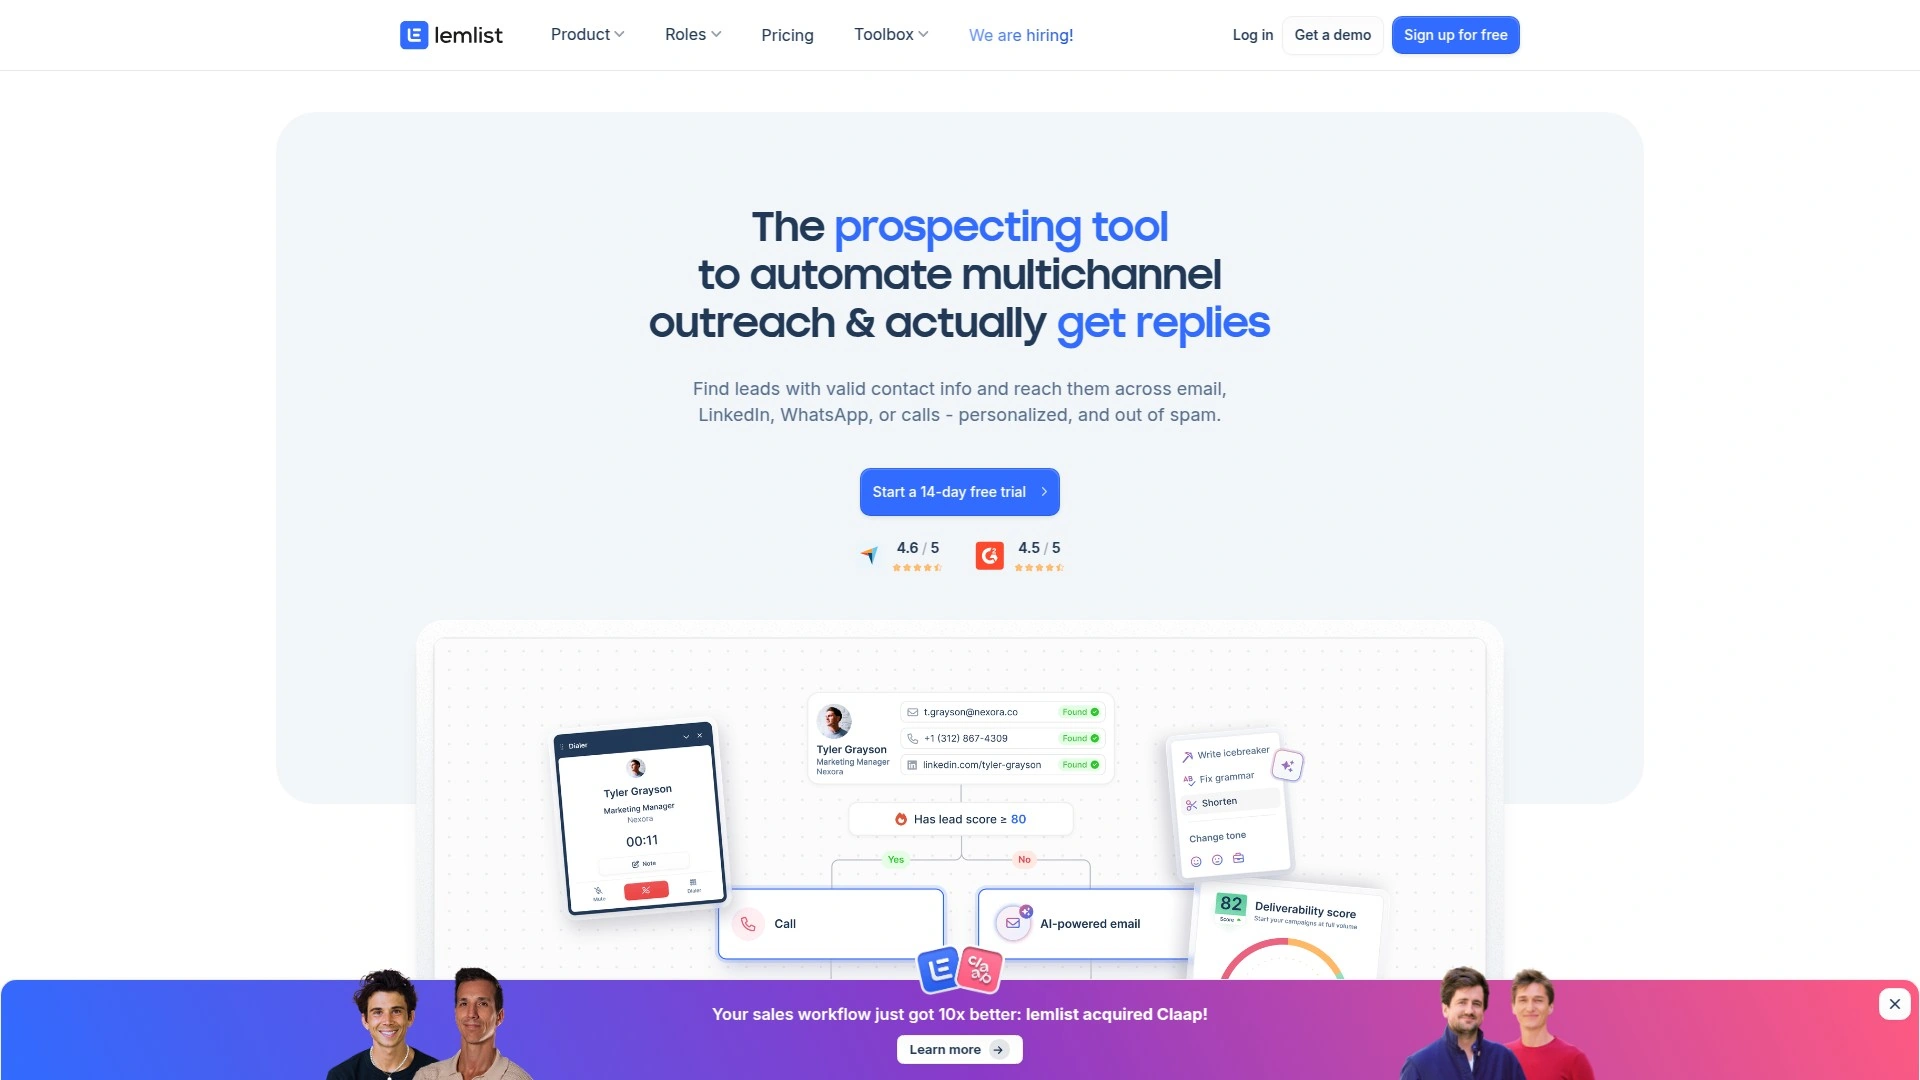 lemlist
Product
Roles
Pricing
Toolbox
We are hiring!
Log in
Get a demo
Sign up for free
The prospecting tool
to automate multichannel
outreach & actually get replies
Find leads with valid contact info and reach them across email,
LinkedIn, WhatsApp, or calls - personalized, and out of spam.
Start a 14-day free trial
4.6 / 5
4.5 / 5
Dialer
Tyler Grayson
Marketing Manager
Nexora
00:11
Note
Mute
Dialer
Tyler Grayson
Marketing Manager
Nexora
t.grayson@nexora.co
Found
+1 (312) 867-4309
Found
linkedin.com/tyler-grayson
Found
Has lead score ≥ 80
Yes
No
Call
AI-powered email
Write icebreaker
Fix grammar
Shorten
Change tone
82
Score
Deliverability score
Start your campaigns at full volume
claap
Your sales workflow just got 10x better: lemlist acquired Claap!
Learn more